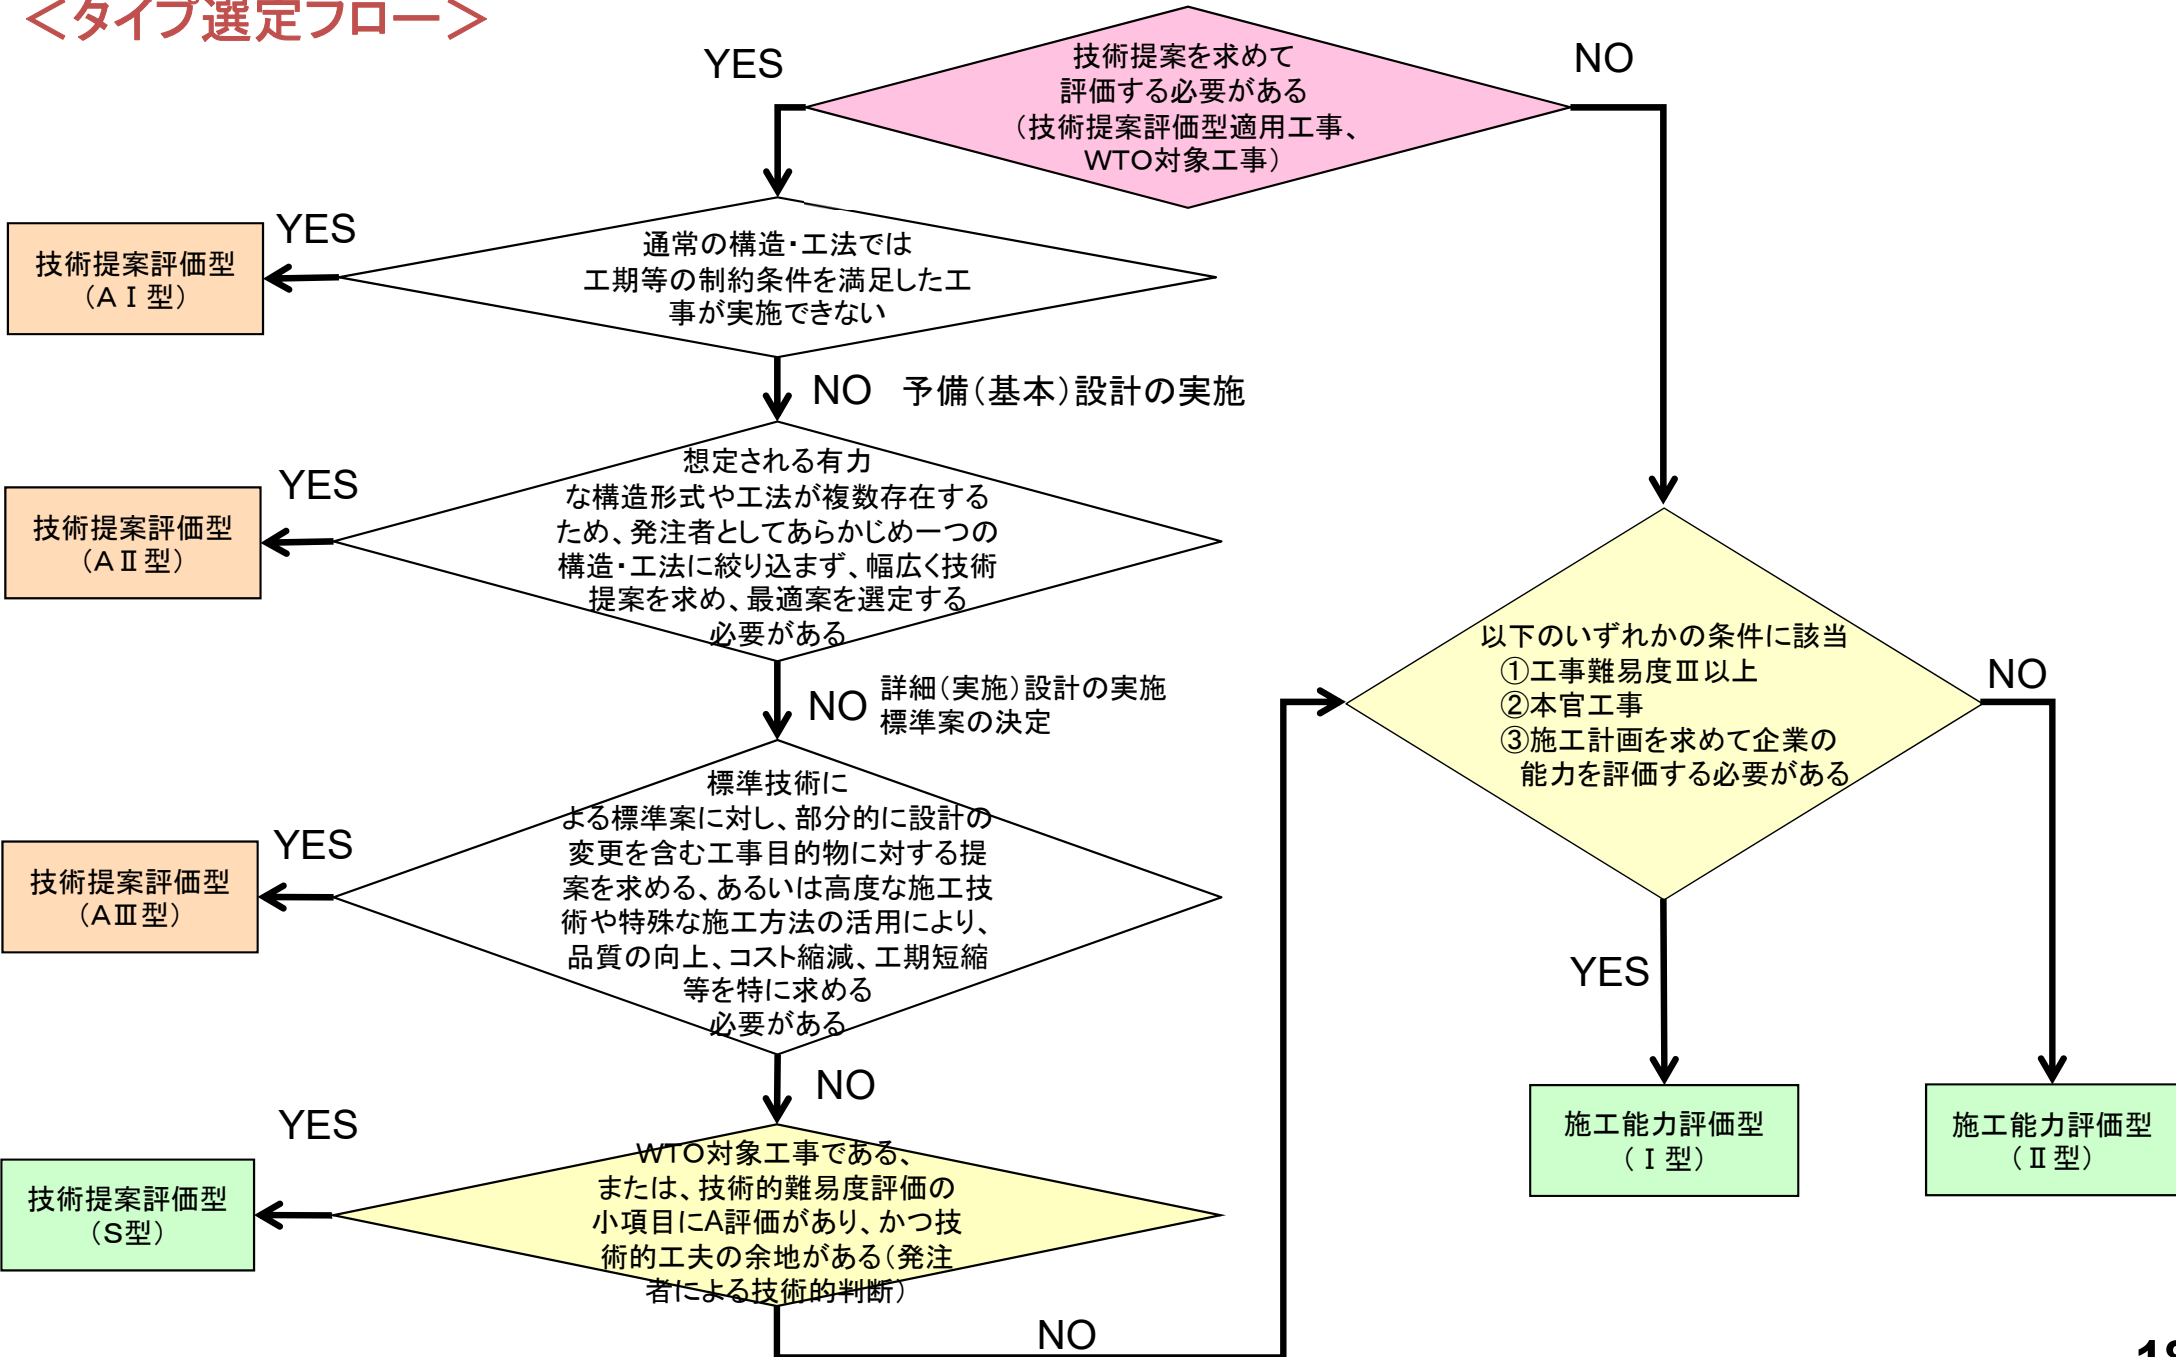 ＜タイプ選定フロー＞
YES
技術提案を求めて
評価する必要がある
（技術提案評価型適用工事、
WTO対象工事）
NO
技術提案評価型
（AⅠ型）
YES
通常の構造・工法では
工期等の制約条件を満足した工
事が実施できない
NO 予備（基本）設計の実施
技術提案評価型
（AⅡ型）
YES
想定される有力
な構造形式や工法が複数存在する
ため、発注者としてあらかじめ一つの
構造・工法に絞り込まず、幅広く技術
提案を求め、最適案を選定する
必要がある
NO
詳細（実施）設計の実施
標準案の決定
技術提案評価型
（AⅢ型）
YES
標準技術に
よる標準案に対し、部分的に設計の
変更を含む工事目的物に対する提
案を求める、あるいは高度な施工技
術や特殊な施工方法の活用により、
品質の向上、コスト縮減、工期短縮
等を特に求める
必要がある
NO
技術提案評価型
（S型）
YES
WTO対象工事である、
または、技術的難易度評価の
小項目にA評価があり、かつ技
術的工夫の余地がある（発注
者による技術的判断）
NO
以下のいずれかの条件に該当
①工事難易度Ⅲ以上
②本官工事
③施工計画を求めて企業の
能力を評価する必要がある
NO
YES
施工能力評価型
（Ⅰ型）
施工能力評価型
（Ⅱ型）